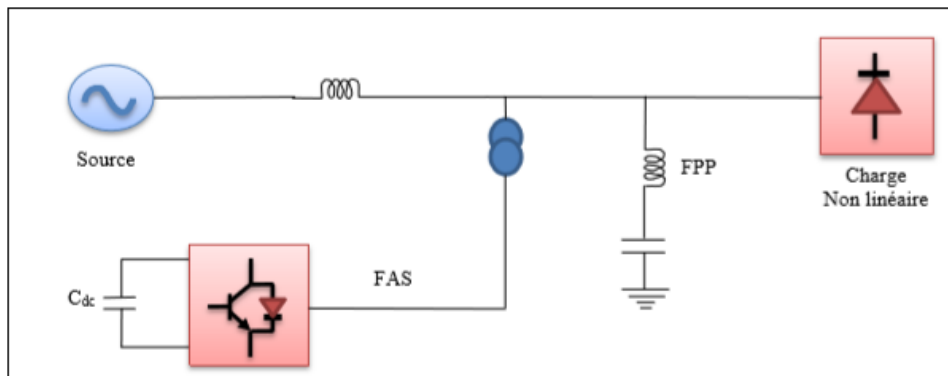 Source
FPP
Charge
Non linéaire
FAS
Cdc